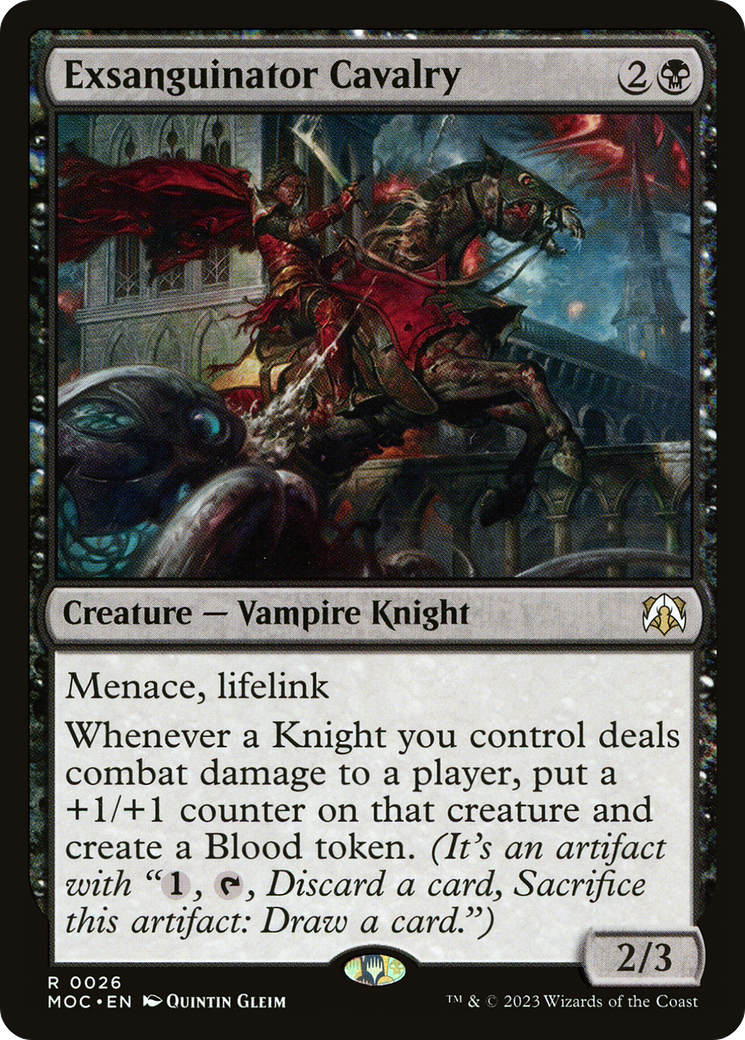 Exsanguinator Cavalry 2
Creature — Vampire Knight
Menace, lifelink
Whenever a Knight you control deals
combat damage to a player, put a
+1/+1 counter on that creature and
create a Blood token. (It's an artifact
with “1, , Discard a card, Sacrifice
this artifact: Draw a card.”)
2/3
R 0026
MOC • EN Quintin Gleim
™ & © 2023 Wizards of the Coast